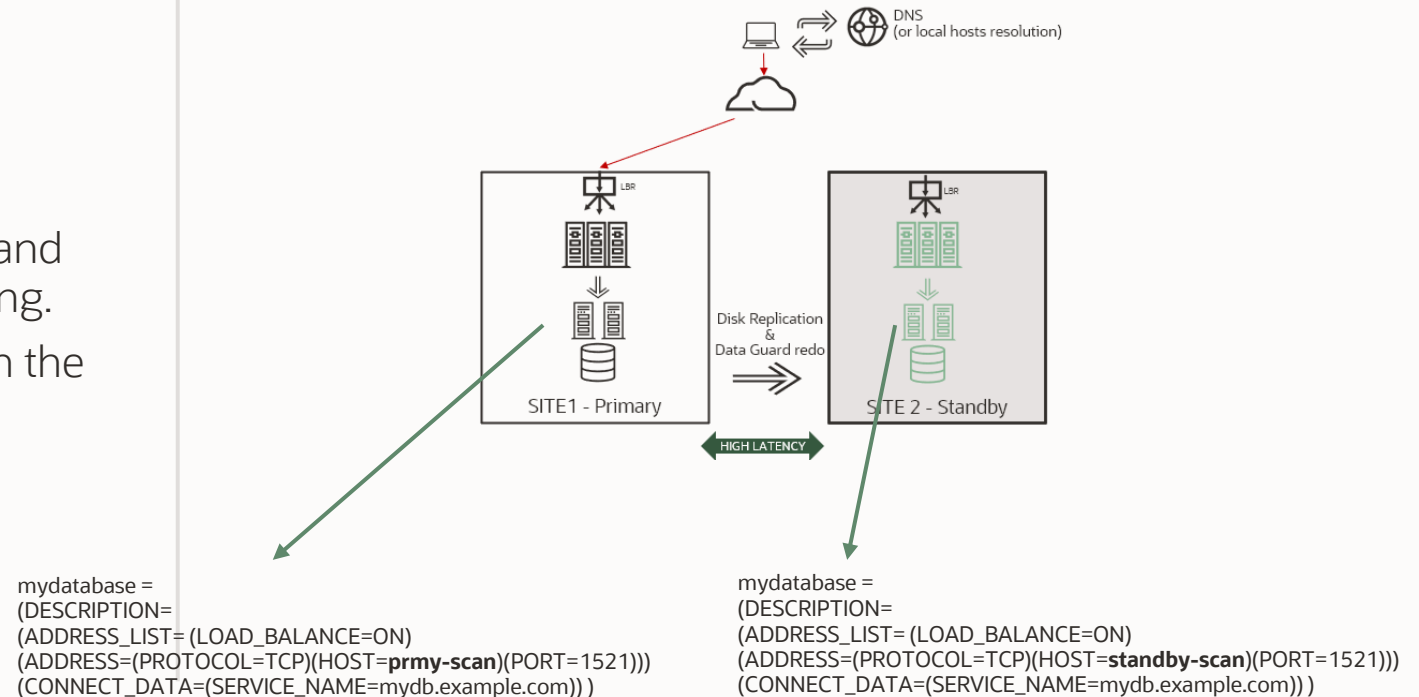 DNS
(or local hosts resolution)
LBR
LBR
and
ng.
n the
Disk Replication
&
Data Guard redo
SITE1 - Primary
SITE 2 - Standby
HIGH LATENCY
mydatabase =
(DESCRIPTION=
(ADDRESS_LIST= (LOAD_BALANCE=ON)
(ADDRESS=(PROTOCOL=TCP)(HOST=prmy-scan)(PORT=1521)))
(CONNECT_DATA=(SERVICE_NAME=mydb.example.com)) )
mydatabase =
(DESCRIPTION=
(ADDRESS_LIST= (LOAD_BALANCE=ON)
(ADDRESS=(PROTOCOL=TCP)(HOST=standby-scan)(PORT=1521)))
(CONNECT_DATA=(SERVICE_NAME=mydb.example.com)) )